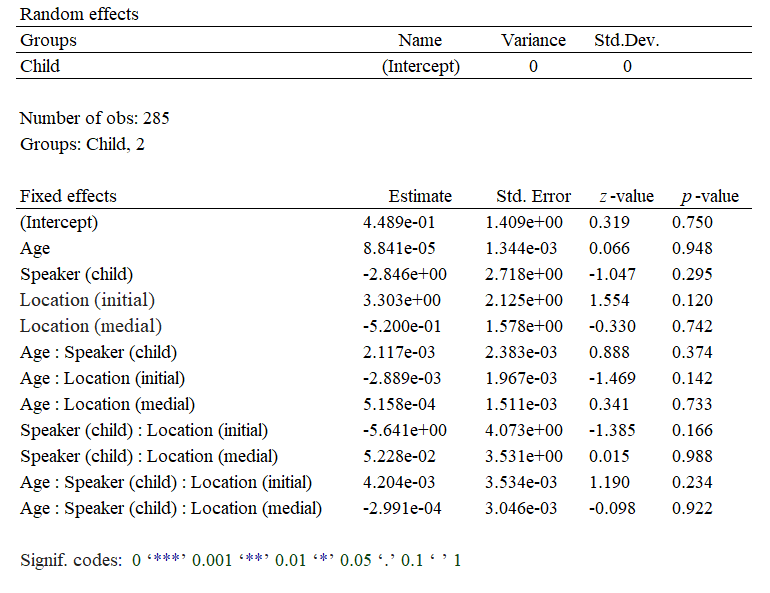 Random effects
Groups Name Variance Std.Dev.
Child (Intercept) 0 0
Number of obs: 285
Groups: Child, 2
Fixed effects Estimate Std. Error z-value p-value
(Intercept) 4.489e-01 1.409e+00 0.319 0.750
Age 8.841e-05 1.344e-03 0.066 0.948
Speaker (child) -2.846e+00 2.718e+00 -1.047 0.295
Location (initial) 3.303e+00 2.125e+00 1.554 0.120
Location (medial) -5.200e-01 1.578e+00 -0.330 0.742
Age : Speaker (child) 2.117e-03 2.383e-03 0.888 0.374
Age : Location (initial) -2.889e-03 1.967e-03 -1.469 0.142
Age : Location (medial) 5.158e-04 1.511e-03 0.341 0.733
Speaker (child) : Location (initial) -5.641e+00 4.073e+00 -1.385 0.166
Speaker (child) : Location (medial) 5.228e-02 3.531e+00 0.015 0.988
Age : Speaker (child) : Location (initial) 4.204e-03 3.534e-03 1.190 0.234
Age : Speaker (child) : Location (medial) -2.991e-04 3.046e-03 -0.098 0.922
Signif. codes: 0 ‘***’ 0.001 ‘**’ 0.01 ‘*’ 0.05 ‘.’ 0.1 ‘ ’ 1